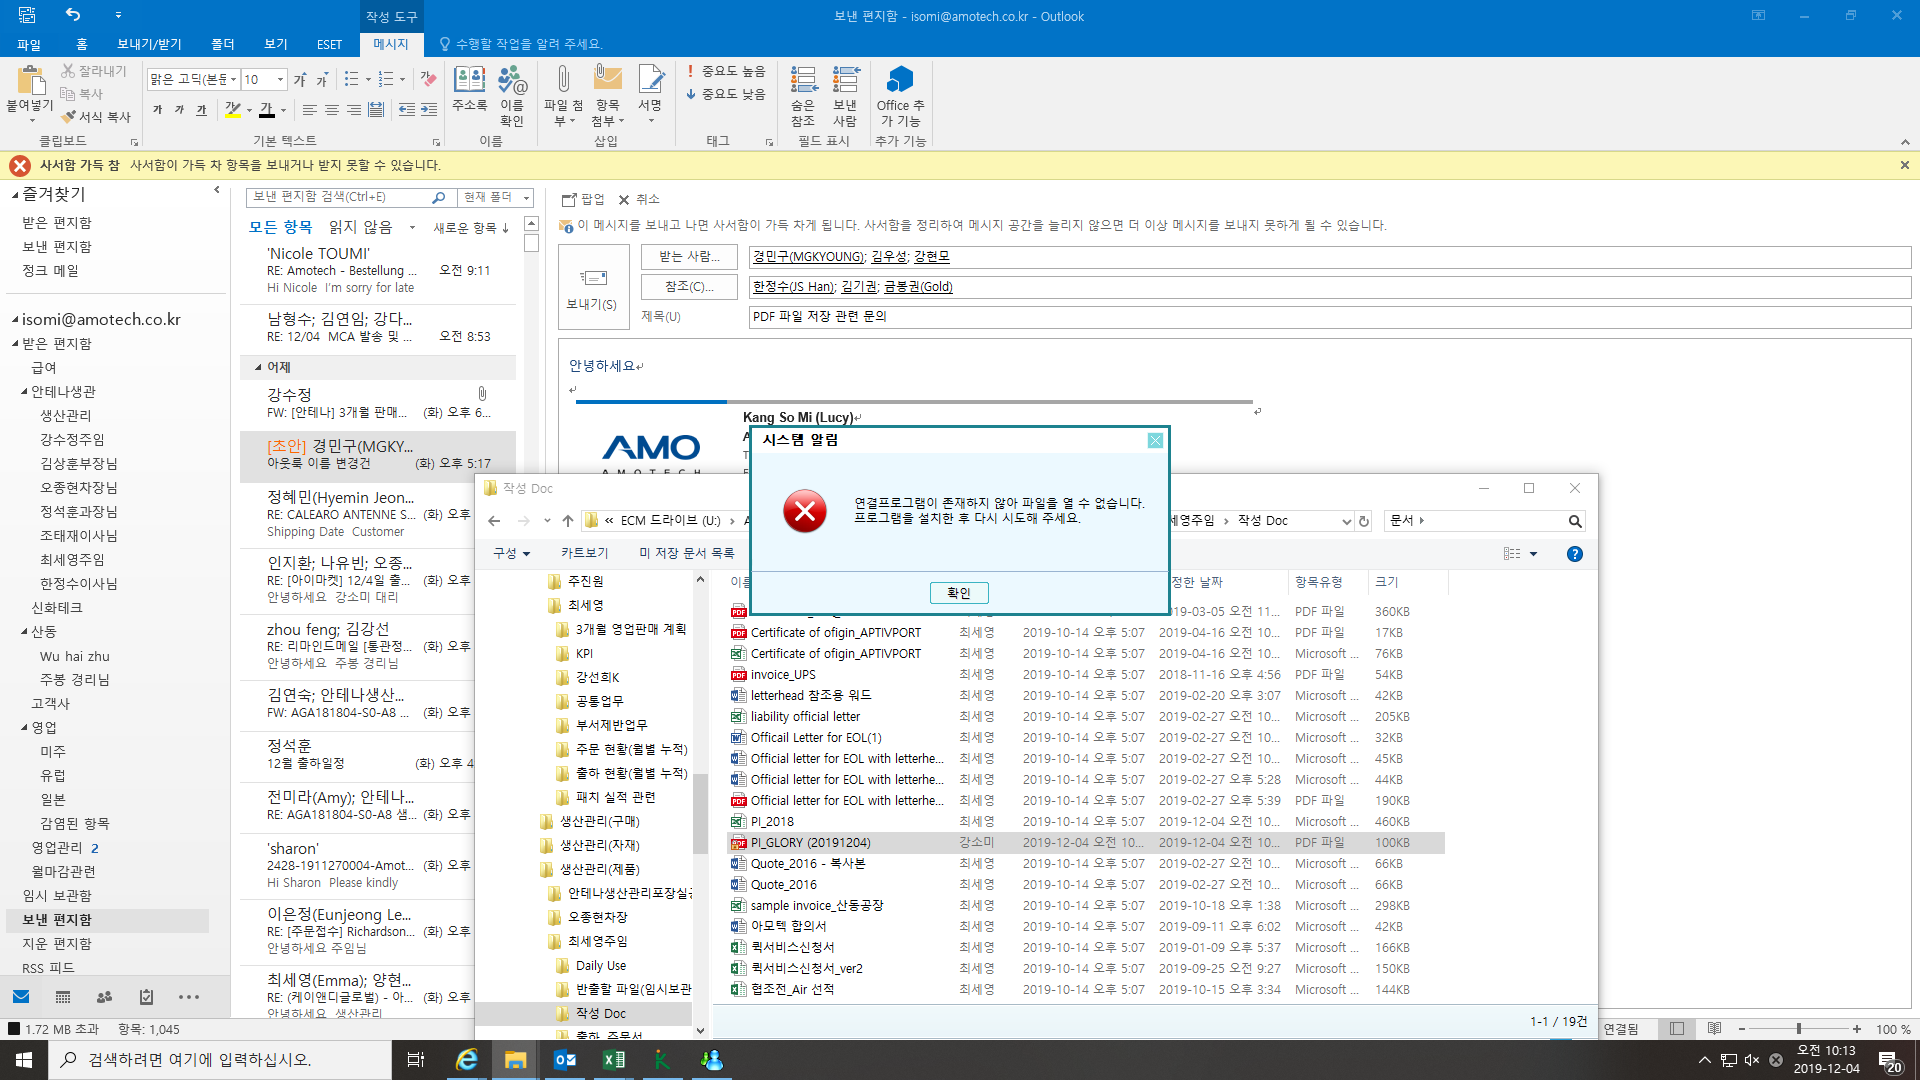 작성 도구
보낸 편지함 - isomi@amotech.co.kr - Outlook
파일 홈 보내기/받기 폴더 보기 ESET 메시지 수행할 작업을 알려 주세요.
붙여넣기
잘라내기
복사
서식 복사
클립보드
맑은 고딕(본문 10
가 가 가 가 가
기본 텍스트
주소록
이름 확인
이름
파일 첨부
항목 첨부
서명
삽입
중요도 높음
중요도 낮음
태그
숨은 참조
보낸 사람
필드 표시
Office 추가 기능
추가 기능
사서함 가득 참 사서함이 가득 차 항목을 보내거나 받지 못할 수 있습니다.
즐겨찾기
받은 편지함
보낸 편지함
정크 메일
isomi@amotech.co.kr
받은 편지함
급여
안테나생관
생산관리
강수정주임
김상훈부장님
오종현차장님
정석훈과장님
조태재이사님
최세영주임
한정수이사님
신화테크
산동
Wu hai zhu
주봉 경리님
고객사
영업
미주
유럽
일본
감염된 항목
영업관리 2
월마감관련
임시 보관함
보낸 편지함
지운 편지함
RSS 피드
보낸 편지함 검색(Ctrl+E) 현재 폴더
모든 항목 읽지 않음 새로운 항목 ↓
'Nicole TOUMI'
RE: Amotech - Bestellung ... 오전 9:11
Hi Nicole I'm sorry for late
남형수; 김연임; 강다...
RE: 12/04 MCA 발송 및 ... 오전 8:53
어제
강수정
FW: [안테나] 3개월 판매... (화) 오후 6...
[초안] 경민구(MGKY...
아웃룩 이름 변경건 (화) 오후 5:17
정혜민(Hyemin Jeon...
RE: CALEARO ANTENNE S... (화) 오후
Shipping Date Customer
인지환; 나유빈; 오종...
RE: [아이마켓] 12/4일 출... (화) 오후
안녕하세요 강소미 대리
zhou feng; 김강선
RE: 리마인드메일 [통관정... (화) 오후
안녕하세요 주봉 경리님
김연숙; 안테나생산...
FW: AGA181804-S0-A8 ... (화) 오후
정석훈
12월 출하일정 (화) 오후 4
전미라(Amy); 안테나...
RE: AGA181804-S0-A8 샘... (화) 오후
'sharon'
2428-1911270004-Amot... (화) 오후
Hi Sharon Please kindly
이은정(Eunjeong Le...
RE: [주문접수] Richardson... (화) 오후
안녕하세요 주임님
최세영(Emma); 양현...
RE: (케이앤디글로벌) - 아... (화) 오후
안녕하세요 생산관리
팝업 취소
이 메시지를 보내고 나면 사서함이 가득 차게 됩니다. 사서함을 정리하여 메시지 공간을 늘리지 않으면 더 이상 메시지를 보내지 못하게 될 수 있습니다.
보내기(S)
받는 사람... 경민구(MGKYOUNG); 김우성; 강현모
참조(C)... 한정수(JS Han); 김기권; 금봉권(Gold)
제목(U) PDF 파일 저장 관련 문의
안녕하세요
Kang So Mi (Lucy)
AMO
AMOTECH
시스템 알림
연결프로그램이 존재하지 않아 파일을 열 수 없습니다.
프로그램을 설치한 후 다시 시도해 주세요.
확인
작성 Doc
« ECM 드라이브 (U:) › 세영주임 › 작성 Doc 문서
구성 카트보기 미 저장 문서 목록
주진원
최세영
3개월 영업판매 계획
KPI
강선희K
공통업무
부서제반업무
주문 현황(월별 누적)
출하 현황(월별 누적)
패치 실적 관련
생산관리(구매)
생산관리(자재)
생산관리(제품)
안테나생산관리포장실
오종현차장
최세영주임
Daily Use
반출할 파일(임시보관
작성 Doc
출하, 주문서
정한 날짜 항목유형 크기
19-03-05 오전 11... PDF 파일 360KB
Certificate of ofigin_APTIVPORT 최세영 2019-10-14 오후 5:07 2019-04-16 오전 10... PDF 파일 17KB
Certificate of ofigin_APTIVPORT 최세영 2019-10-14 오후 5:07 2019-04-16 오전 10... Microsoft ... 76KB
invoice_UPS 최세영 2019-10-14 오후 5:07 2018-11-16 오후 4:56 PDF 파일 54KB
letterhead 참조용 워드 최세영 2019-10-14 오후 5:07 2019-02-20 오후 3:07 Microsoft ... 42KB
liability official letter 최세영 2019-10-14 오후 5:07 2019-02-27 오전 10... Microsoft ... 205KB
Officail Letter for EOL(1) 최세영 2019-10-14 오후 5:07 2019-02-27 오전 10... Microsoft ... 32KB
Official letter for EOL with letterhe... 최세영 2019-10-14 오후 5:07 2019-02-27 오전 10... Microsoft ... 45KB
Official letter for EOL with letterhe... 최세영 2019-10-14 오후 5:07 2019-02-27 오후 5:28 Microsoft ... 44KB
Official letter for EOL with letterhe... 최세영 2019-10-14 오후 5:07 2019-02-27 오후 5:39 PDF 파일 190KB
PI_2018 최세영 2019-10-14 오후 5:07 2019-12-04 오전 10... Microsoft ... 460KB
PI_GLORY (20191204) 강소미 2019-12-04 오전 10... 2019-12-04 오전 10... PDF 파일 100KB
Quote_2016 - 복사본 최세영 2019-10-14 오후 5:07 2019-02-27 오전 10... Microsoft ... 66KB
Quote_2016 최세영 2019-10-14 오후 5:07 2019-02-27 오전 10... Microsoft ... 66KB
sample invoice_산동공장 최세영 2019-10-14 오후 5:07 2019-10-18 오후 1:38 Microsoft ... 298KB
아모텍 합의서 최세영 2019-10-14 오후 5:07 2019-09-11 오후 6:02 Microsoft ... 42KB
퀵서비스신청서 최세영 2019-10-14 오후 5:07 2019-01-09 오후 5:37 Microsoft ... 166KB
퀵서비스신청서_ver2 최세영 2019-10-14 오후 5:07 2019-09-25 오전 9:27 Microsoft ... 150KB
협조전_Air 선적 최세영 2019-10-14 오후 5:07 2019-10-15 오후 3:34 Microsoft ... 144KB
1-1 / 19건
1.72 MB 초과 항목: 1,045
연결됨 100 %
검색하려면 여기에 입력하십시오.
오전 10:13
2019-12-04
20